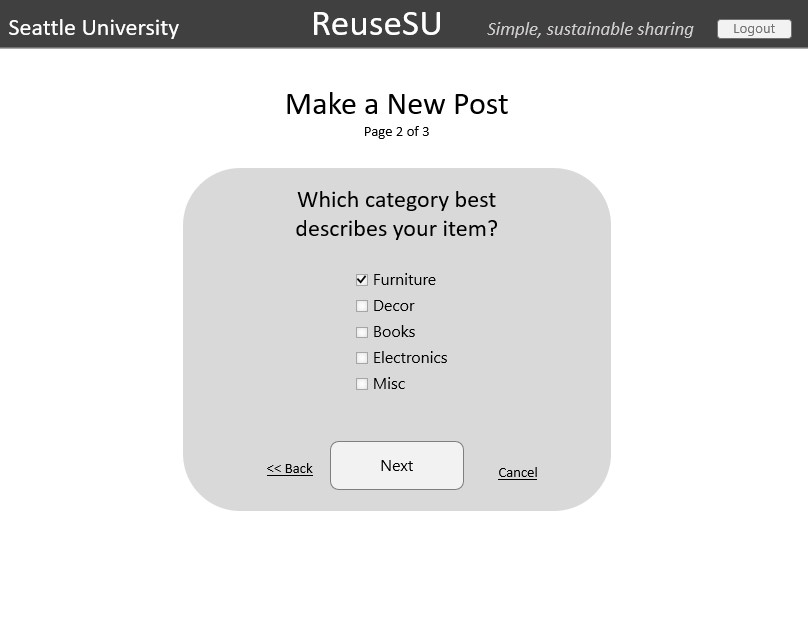 Seattle University
ReuseSU
Simple, sustainable sharing
Logout
Make a New Post
Page 2 of 3
Which category best
describes your item?
Furniture
Decor
Books
Electronics
Misc
<< Back
Next
Cancel